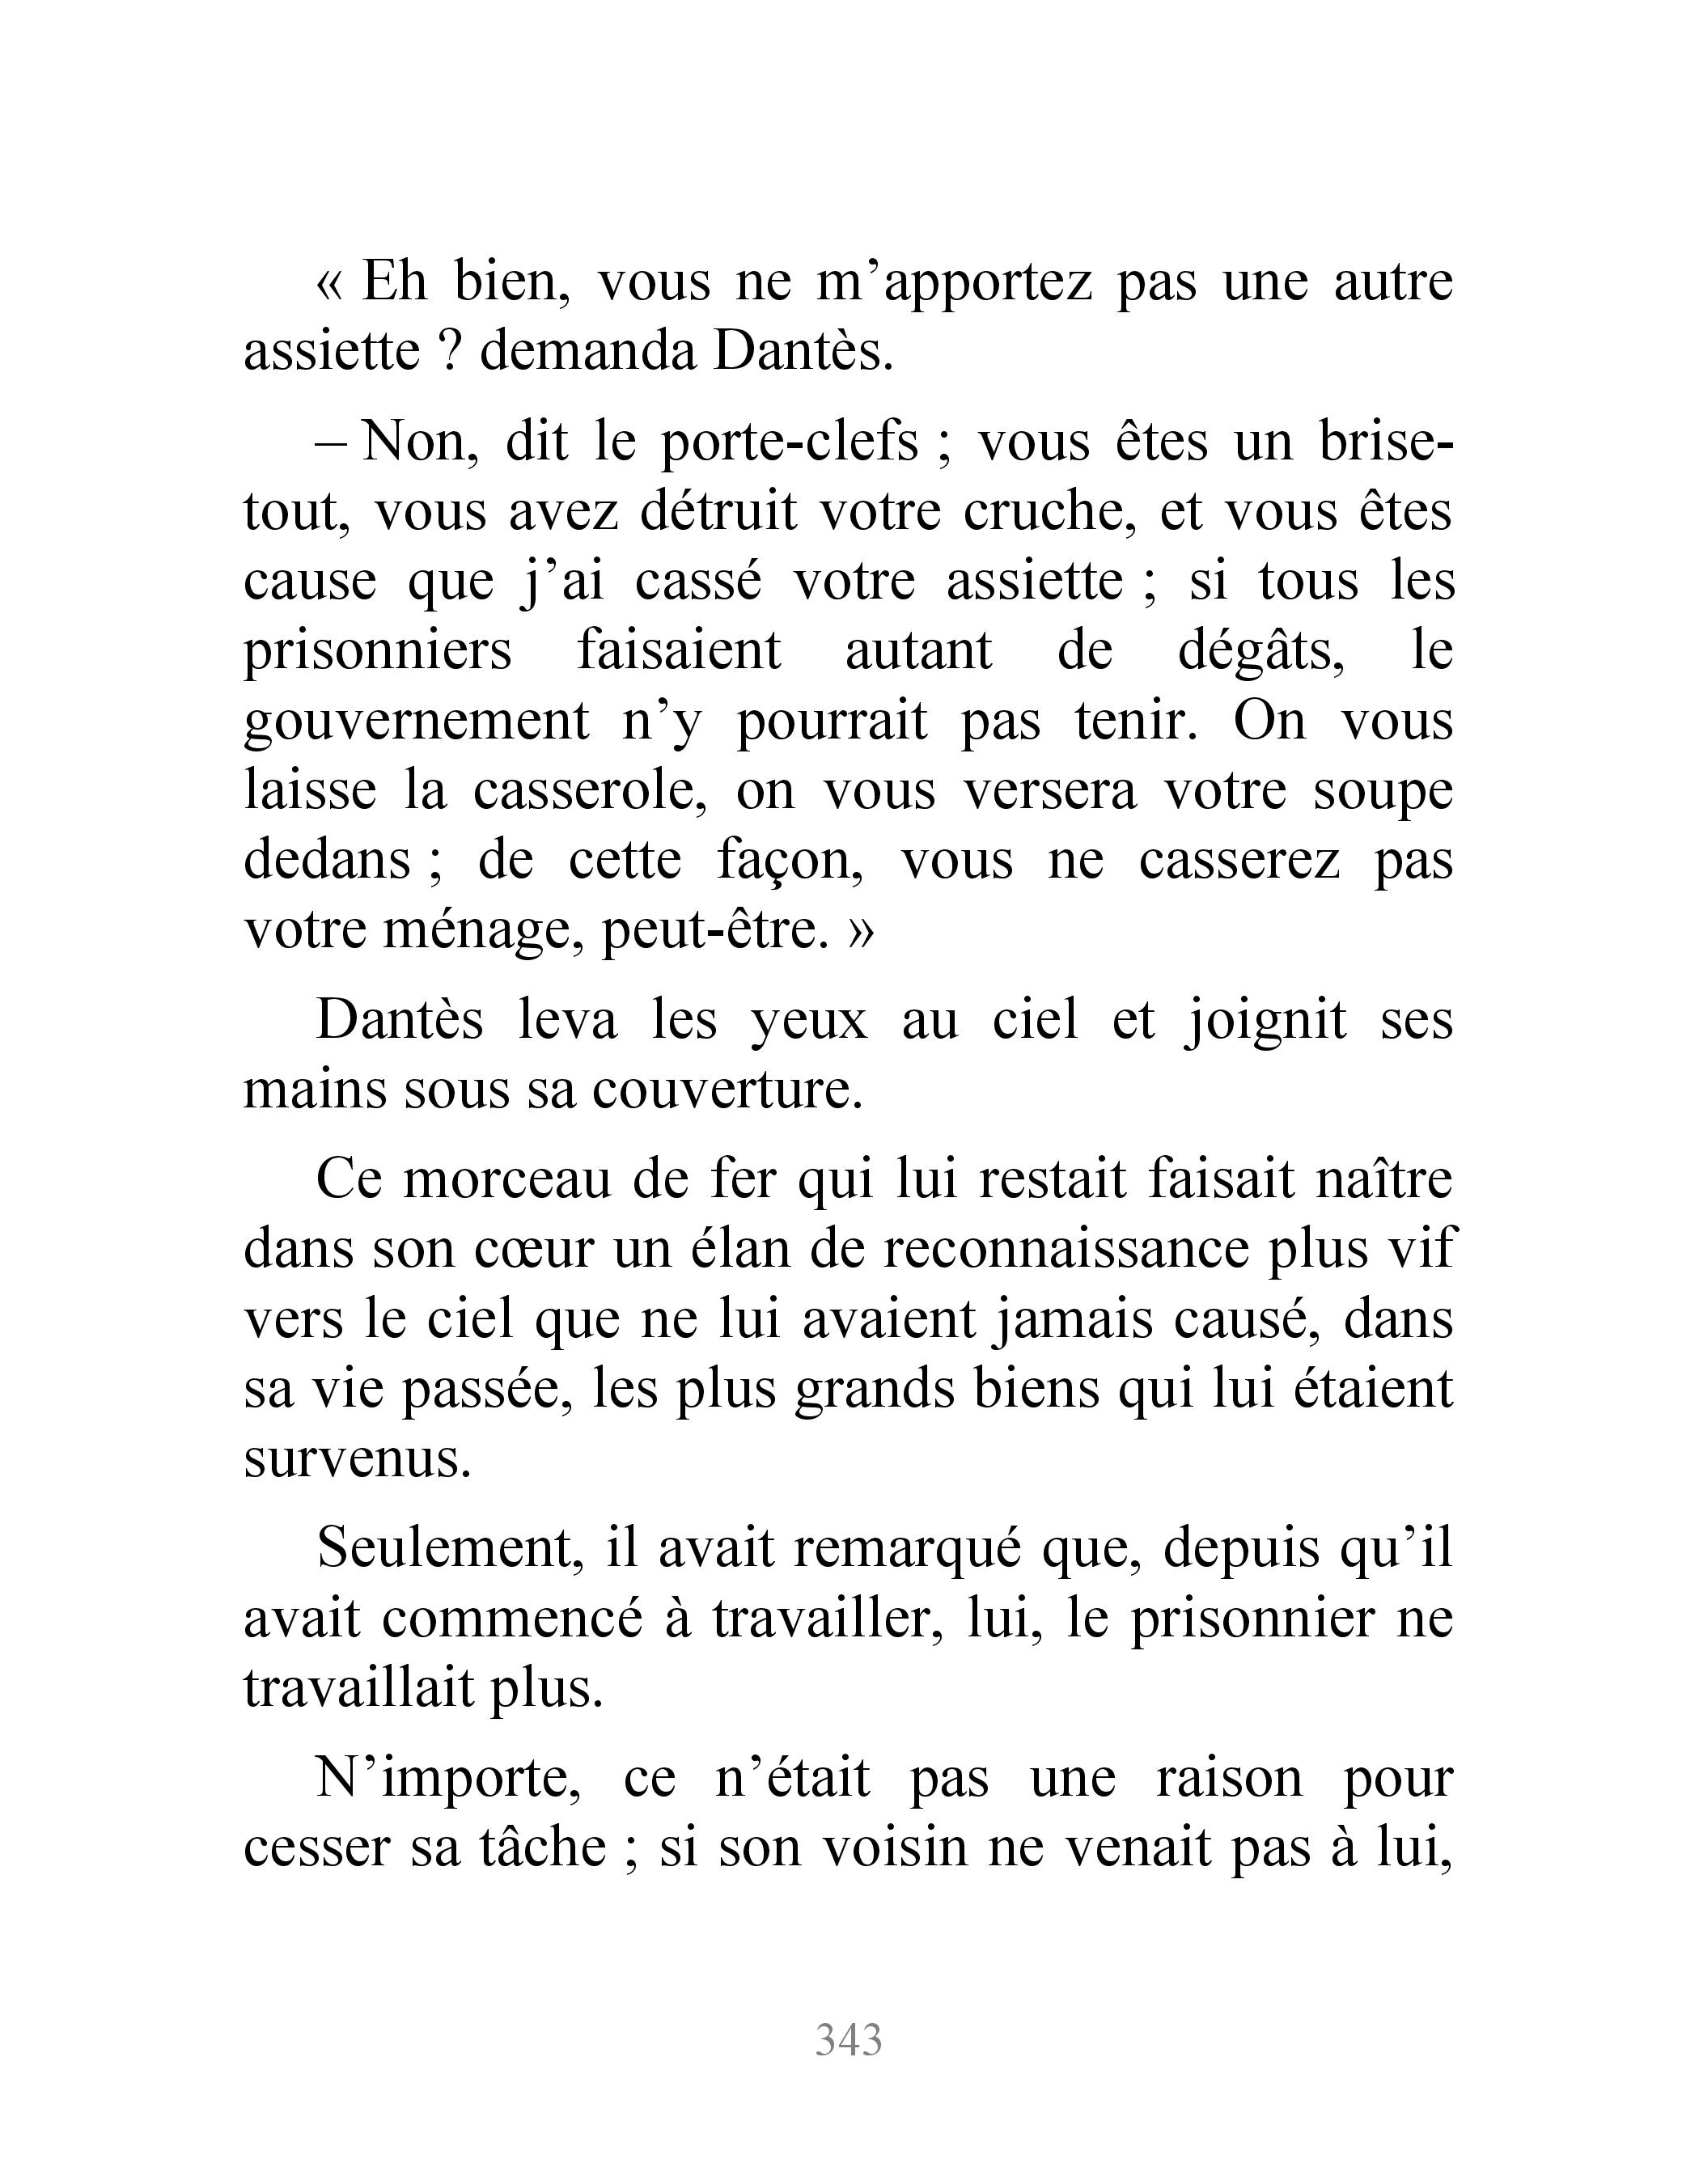 « Eh bien, vous ne m’apportez pas une autre
assiette ? demanda Dantès.
– Non, dit le porte-clefs ; vous êtes un brise-
tout, vous avez détruit votre cruche, et vous êtes
cause que j’ai cassé votre assiette ; si tous les
prisonniers faisaient autant de dégâts, le
gouvernement n’y pourrait pas tenir. On vous
laisse la casserole, on vous versera votre soupe
dedans ; de cette façon, vous ne casserez pas
votre ménage, peut-être. »
Dantès leva les yeux au ciel et joignit ses
mains sous sa couverture.
Ce morceau de fer qui lui restait faisait naître
dans son cœur un élan de reconnaissance plus vif
vers le ciel que ne lui avaient jamais causé, dans
sa vie passée, les plus grands biens qui lui étaient
survenus.
Seulement, il avait remarqué que, depuis qu’il
avait commencé à travailler, lui, le prisonnier ne
travaillait plus.
N’importe, ce n’était pas une raison pour
cesser sa tâche ; si son voisin ne venait pas à lui,
343